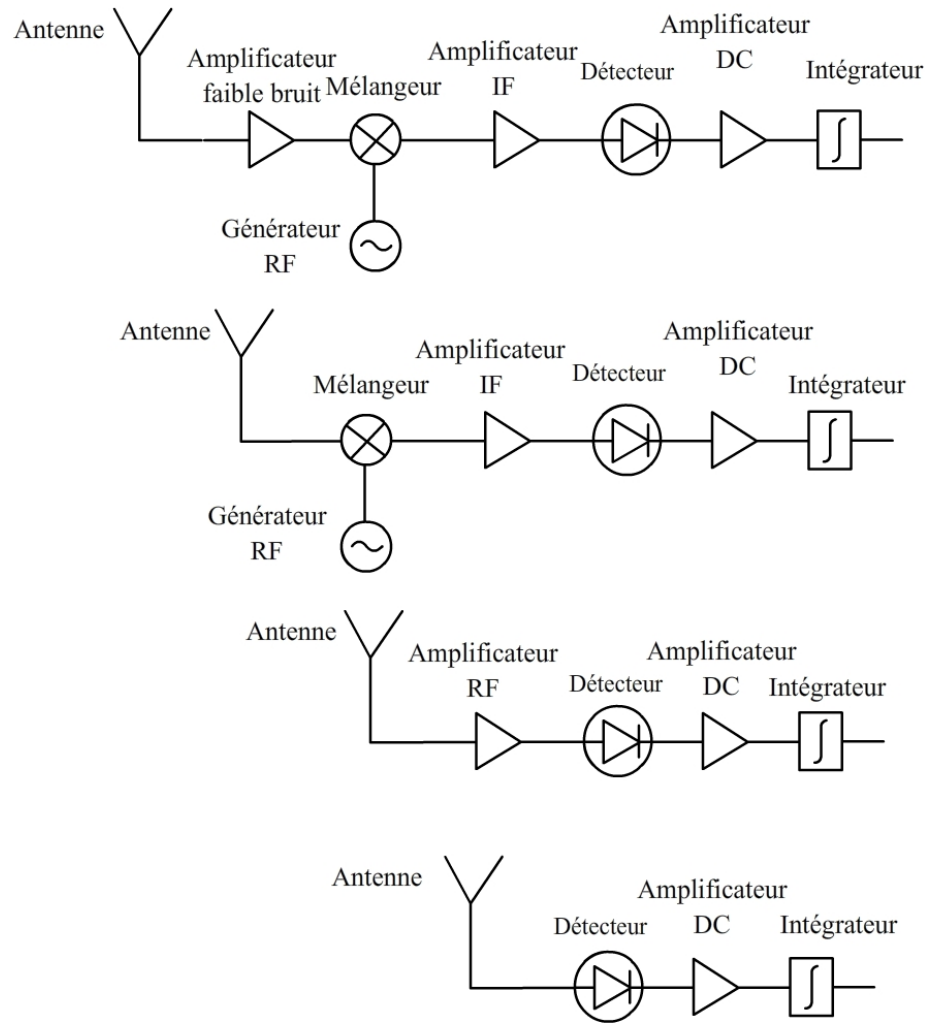 Antenne
Amplificateur
faible bruit
Mélangeur
Amplificateur
IF
Détecteur
Amplificateur
DC
Intégrateur
Générateur
RF
Antenne
Mélangeur
Amplificateur
IF
Détecteur
Amplificateur
DC
Intégrateur
Générateur
RF
Antenne
Amplificateur
RF
Détecteur
Amplificateur
DC
Intégrateur
Antenne
Détecteur
Amplificateur
DC
Intégrateur